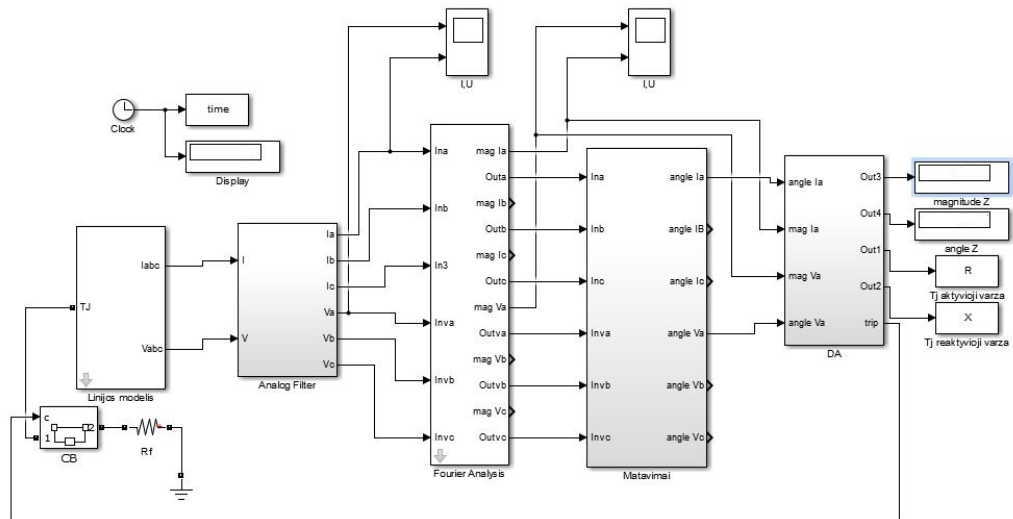 I,U
I,U
Clock
time
Display
Linijos modelis
TJ
Iabc
Vabc
Analog Filter
I
V
Ia
Ib
Ic
Va
Vb
Vc
Fourier Analysis
Ina
Inb
In3
Inva
Invb
Invc
mag Ia
Outa
mag Ib
Outb
mag Ic
Outc
mag Va
Outva
mag Vb
Outvb
mag Vc
Outvc
Matavimai
Ina
Inb
Inc
Inva
Invb
Invc
angle Ia
angle IB
angle Ic
angle Va
angle Vb
angle Vc
DA
angle Ia
mag Ia
mag Va
angle Va
Out3
Out4
Out1
Out2
trip
magnitude Z
angle Z
R
Tj aktyvioji varza
X
Tj reaktyvioji varza
c
1
2
CB
Rf